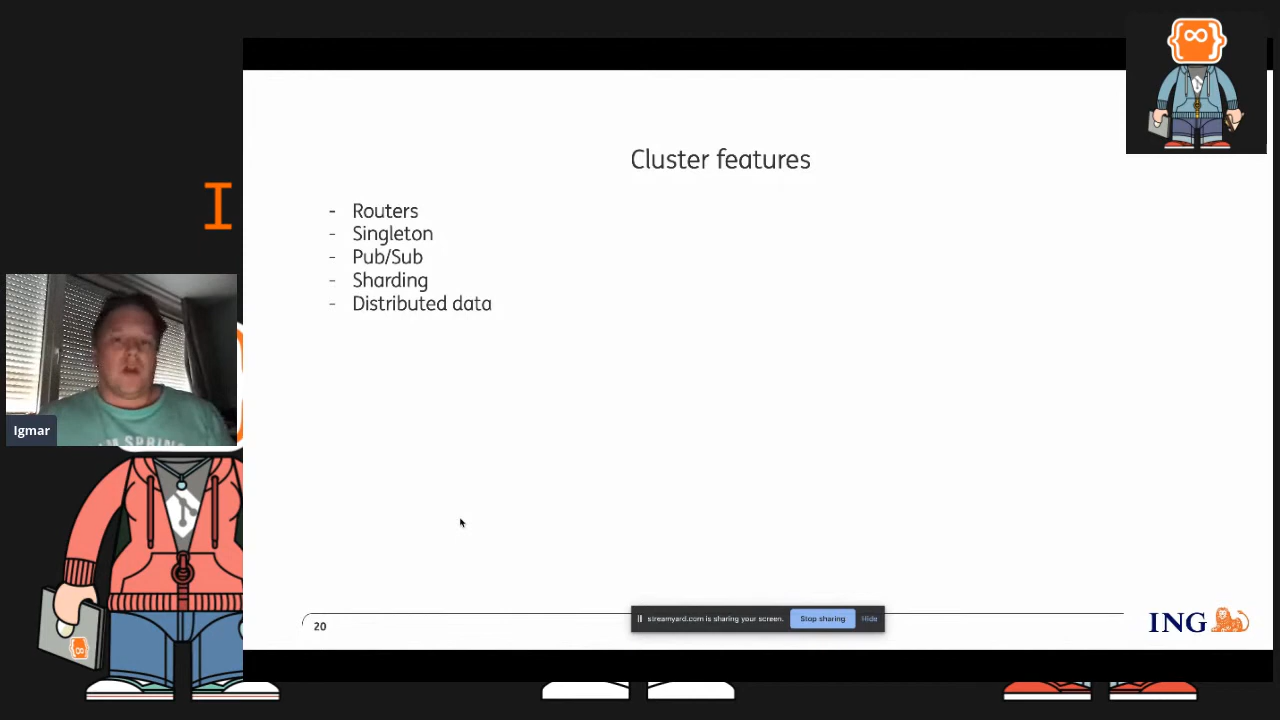 Cluster features
- Routers
- Singleton
- Pub/Sub
- Sharding
- Distributed data
I
Igmar
20
streamyard.com is sharing your screen. Stop sharing Hide
ING